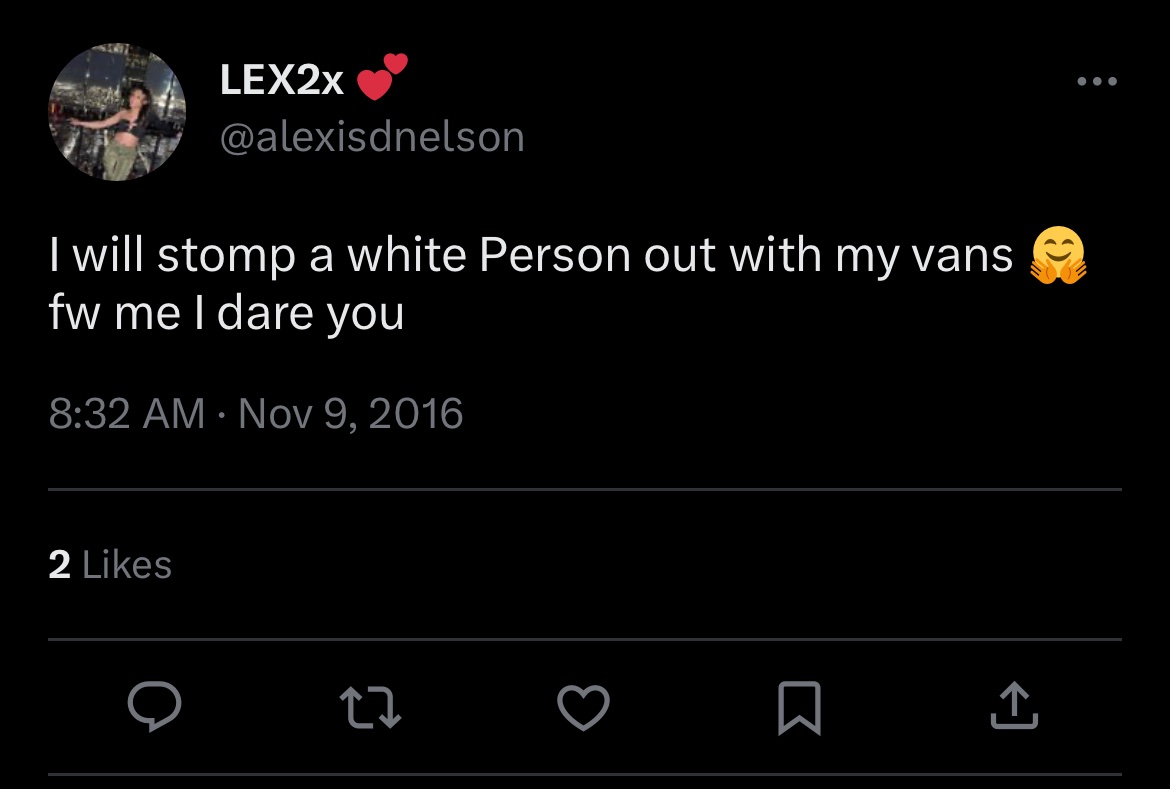 LEX2x 💕
@alexisdnelson
I will stomp a white Person out with my vans 🤗
fw me I dare you
8:32 AM · Nov 9, 2016
2 Likes